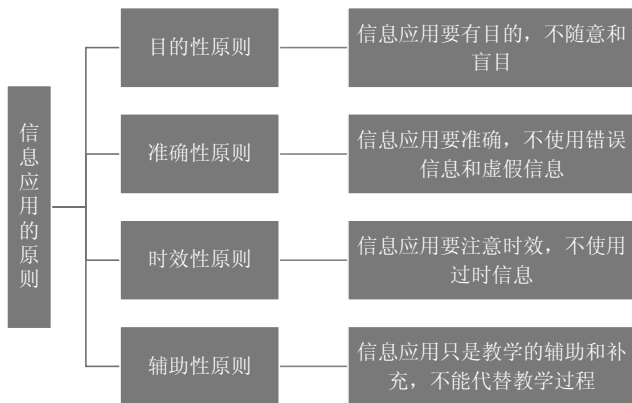 信息应用的原则
目的性原则
信息应用要有目的，不随意和
盲目
准确性原则
信息应用要准确，不使用错误
信息和虚假信息
时效性原则
信息应用要注意时效，不使用
过时信息
辅助性原则
信息应用只是教学的辅助和补
充，不能代替教学过程